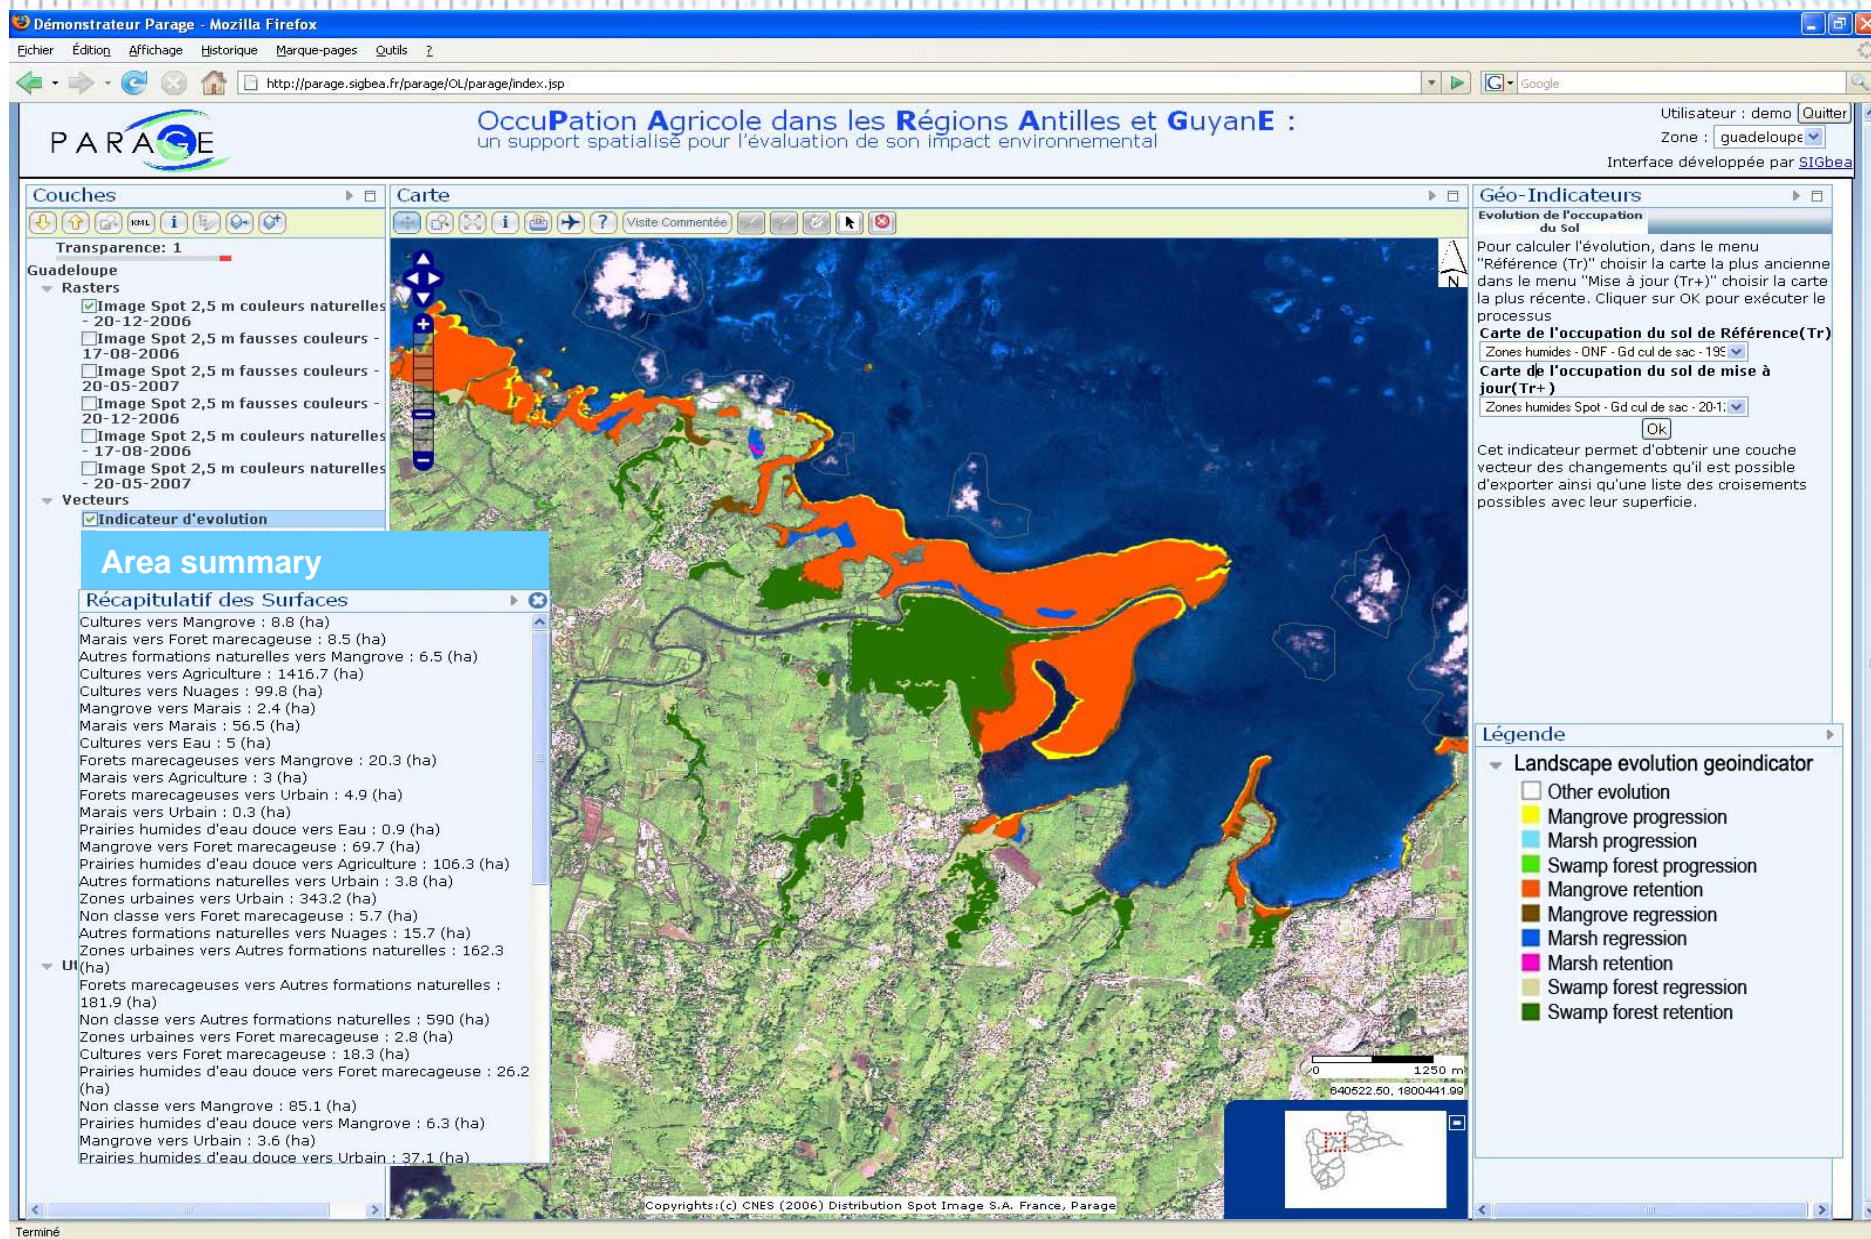 Démonstrateur Parage - Mozilla Firefox
Fichier Édition Affichage Historique Marque-pages Outils ?
http://parage.sigbea.fr/parage/OL/parage/index.jsp
Google
PARAGE
OccuPation Agricole dans les Régions Antilles et GuyanE :
un support spatialisé pour l'évaluation de son impact environnemental
Utilisateur : demo Quitter
Zone : guadeloupe
Interface développée par SIGbea
Couches
KML i
Transparence: 1
Guadeloupe
Rasters
Image Spot 2,5 m couleurs naturelles
- 20-12-2006
Image Spot 2,5 m fausses couleurs -
17-08-2006
Image Spot 2,5 m fausses couleurs -
20-05-2007
Image Spot 2,5 m fausses couleurs -
20-12-2006
Image Spot 2,5 m couleurs naturelles
- 17-08-2006
Image Spot 2,5 m couleurs naturelles
- 20-05-2007
Vecteurs
Indicateur d'evolution
Area summary
Récapitulatif des Surfaces
Cultures vers Mangrove : 8.8 (ha)
Marais vers Foret marecageuse : 8.5 (ha)
Autres formations naturelles vers Mangrove : 6.5 (ha)
Cultures vers Agriculture : 1416.7 (ha)
Cultures vers Nuages : 99.8 (ha)
Mangrove vers Marais : 2.4 (ha)
Marais vers Marais : 56.5 (ha)
Cultures vers Eau : 5 (ha)
Forets marecageuses vers Mangrove : 20.3 (ha)
Marais vers Agriculture : 3 (ha)
Forets marecageuses vers Urbain : 4.9 (ha)
Marais vers Urbain : 0.3 (ha)
Prairies humides d'eau douce vers Eau : 0.9 (ha)
Mangrove vers Foret marecageuse : 69.7 (ha)
Prairies humides d'eau douce vers Agriculture : 106.3 (ha)
Autres formations naturelles vers Urbain : 3.8 (ha)
Zones urbaines vers Urbain : 343.2 (ha)
Non classe vers Foret marecageuse : 5.7 (ha)
Autres formations naturelles vers Nuages : 15.7 (ha)
Zones urbaines vers Autres formations naturelles : 162.3
(ha)
Forets marecageuses vers Autres formations naturelles :
181.9 (ha)
Non classe vers Autres formations naturelles : 590 (ha)
Zones urbaines vers Foret marecageuse : 2.8 (ha)
Cultures vers Foret marecageuse : 18.3 (ha)
Prairies humides d'eau douce vers Foret marecageuse : 26.2
(ha)
Non classe vers Mangrove : 85.1 (ha)
Prairies humides d'eau douce vers Mangrove : 6.3 (ha)
Mangrove vers Urbain : 3.6 (ha)
Prairies humides d'eau douce vers Urbain : 37.1 (ha)
Terminé
Carte
i ? Visite Commentée
N
0 1250 m
640522.50, 1800441.99
Copyrights:(c) CNES (2006) Distribution Spot Image S.A. France, Parage
Géo-Indicateurs
Evolution de l'occupation
du Sol
Pour calculer l'évolution, dans le menu
"Référence (Tr)" choisir la carte la plus ancienne
dans le menu "Mise à jour (Tr+)" choisir la carte
la plus récente. Cliquer sur OK pour exécuter le
processus
Carte de l'occupation du sol de Référence(Tr)
Zones humides - ONF - Gd cul de sac - 199
Carte de l'occupation du sol de mise à
jour(Tr+)
Zones humides Spot - Gd cul de sac - 20-1
Ok
Cet indicateur permet d'obtenir une couche
vecteur des changements qu'il est possible
d'exporter ainsi qu'une liste des croisements
possibles avec leur superficie.
Légende
Landscape evolution geoindicator
Other evolution
Mangrove progression
Marsh progression
Swamp forest progression
Mangrove retention
Mangrove regression
Marsh regression
Marsh retention
Swamp forest regression
Swamp forest retention